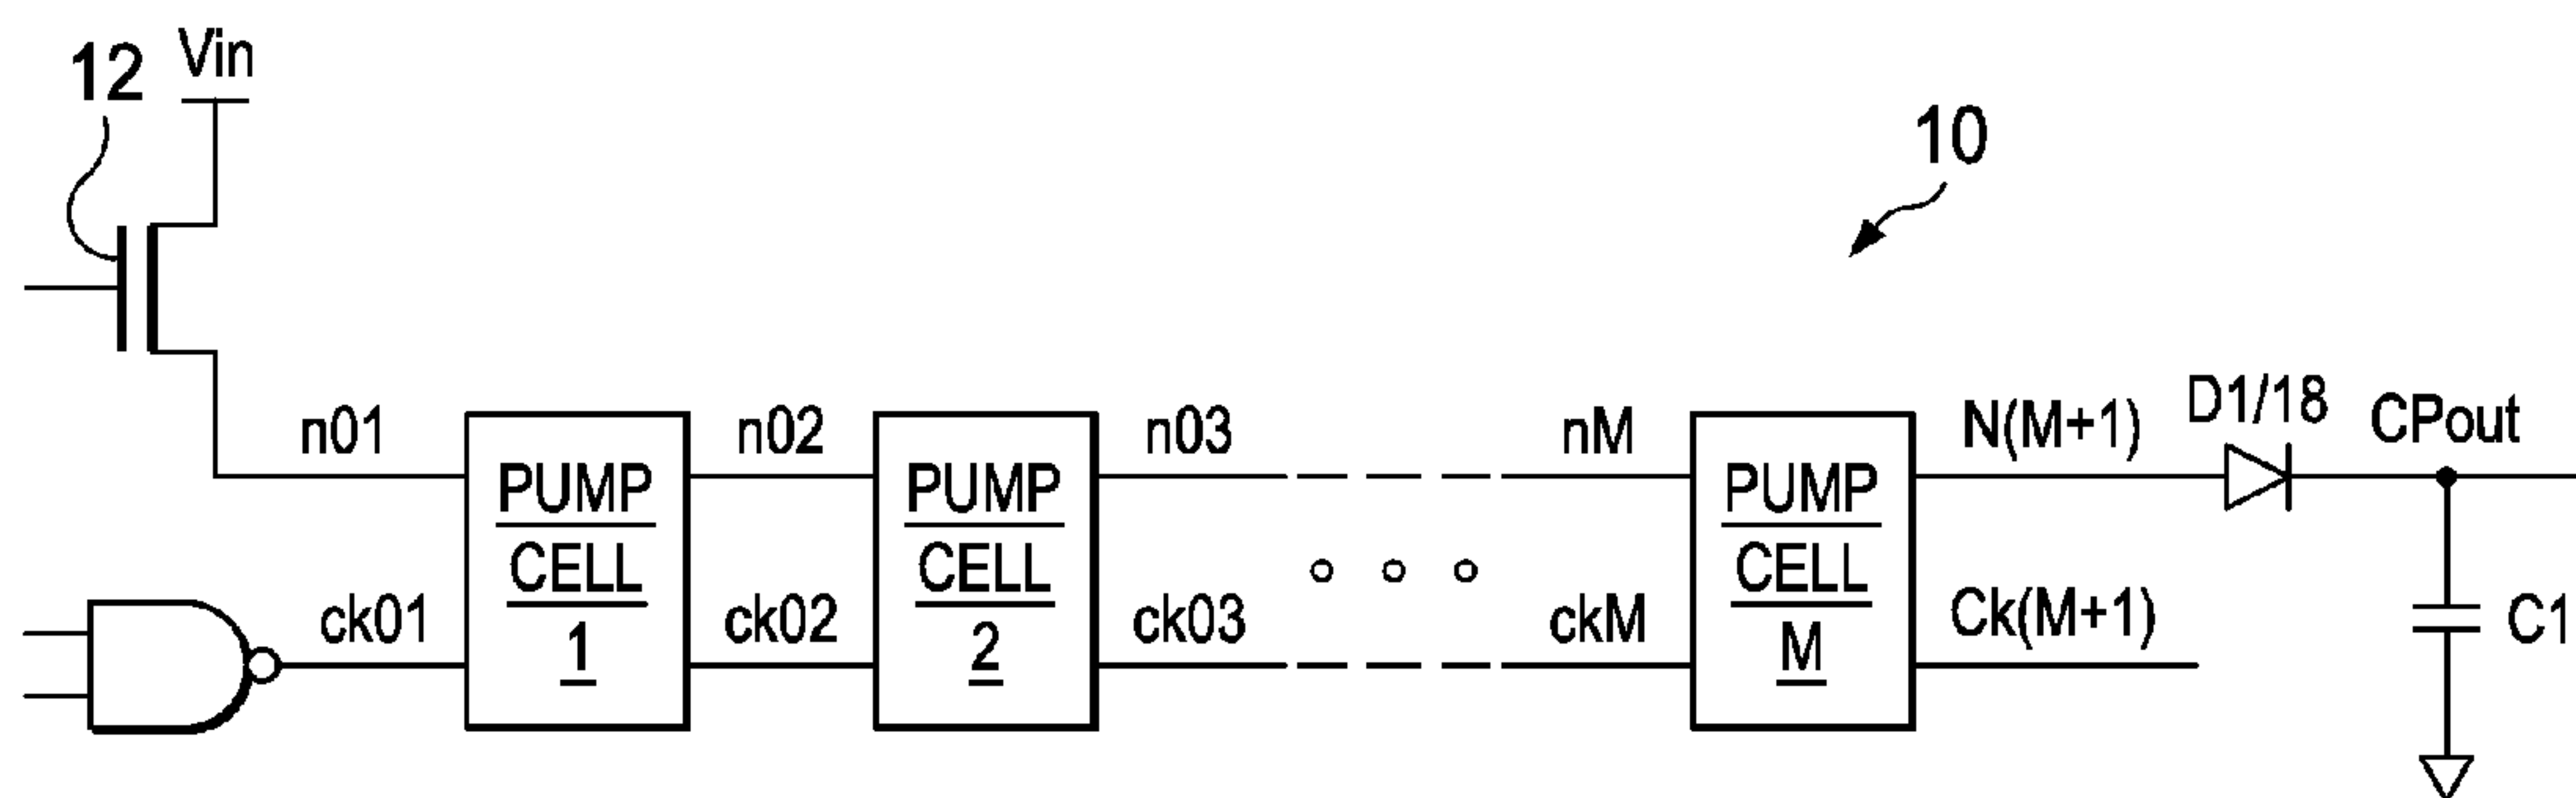 12
Vin
10
n01
n02
n03
nM
N(M+1)
D1/18
CPout
PUMP
CELL
1
PUMP
CELL
2
PUMP
CELL
M
ck01
ck02
ck03
ckM
Ck(M+1)
C1